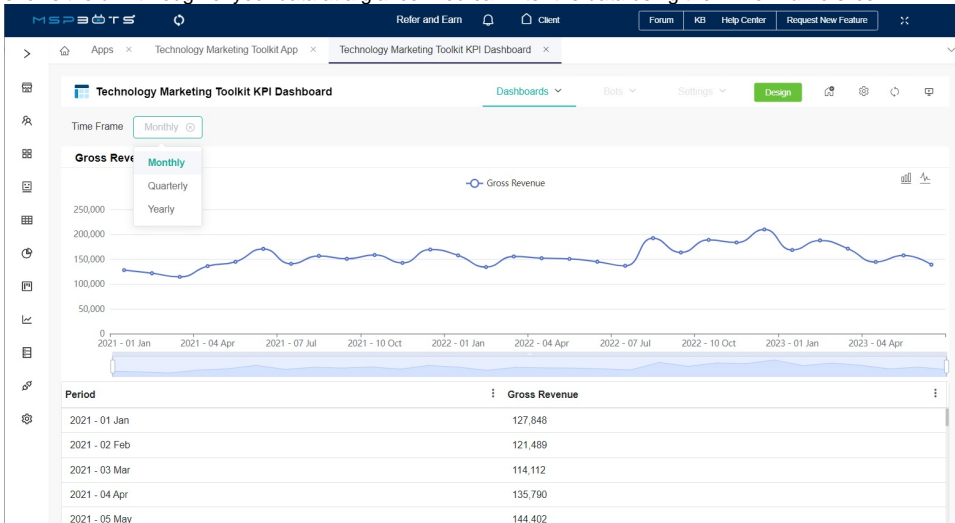 MSPBOTS
Refer and Earn
Client
Forum
KB
Help Center
Request New Feature
Apps ×
Technology Marketing Toolkit App ×
Technology Marketing Toolkit KPI Dashboard ×
Technology Marketing Toolkit KPI Dashboard
Dashboards
Bots
Settings
Design
Time Frame
Monthly
Gross Reve
Monthly
Quarterly
Yearly
Gross Revenue
250,000
200,000
150,000
100,000
50,000
0
2021 - 01 Jan
2021 - 04 Apr
2021 - 07 Jul
2021 - 10 Oct
2022 - 01 Jan
2022 - 04 Apr
2022 - 07 Jul
2022 - 10 Oct
2023 - 01 Jan
2023 - 04 Apr
Period
Gross Revenue
2021 - 01 Jan 127,848
2021 - 02 Feb 121,489
2021 - 03 Mar 114,112
2021 - 04 Apr 135,790
2021 - 05 May 144,402